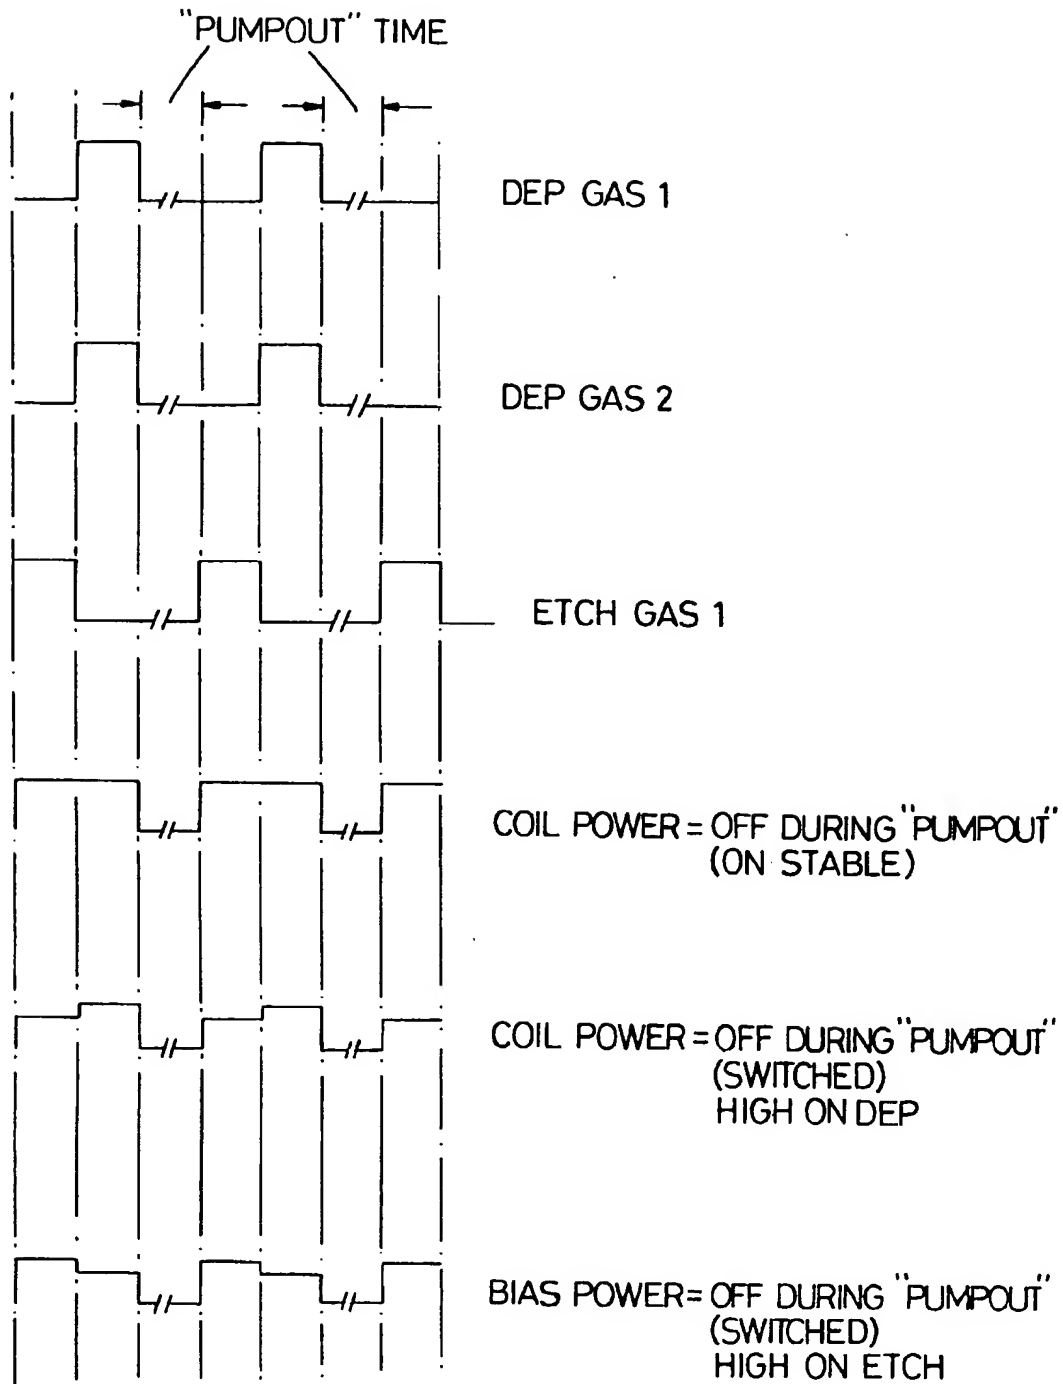 "PUMPOUT" TIME
DEP GAS 1
DEP GAS 2
ETCH GAS 1
COIL POWER = OFF DURING "PUMPOUT"
(ON STABLE)
COIL POWER = OFF DURING "PUMPOUT"
(SWITCHED)
HIGH ON DEP
BIAS POWER = OFF DURING "PUMPOUT"
(SWITCHED)
HIGH ON ETCH